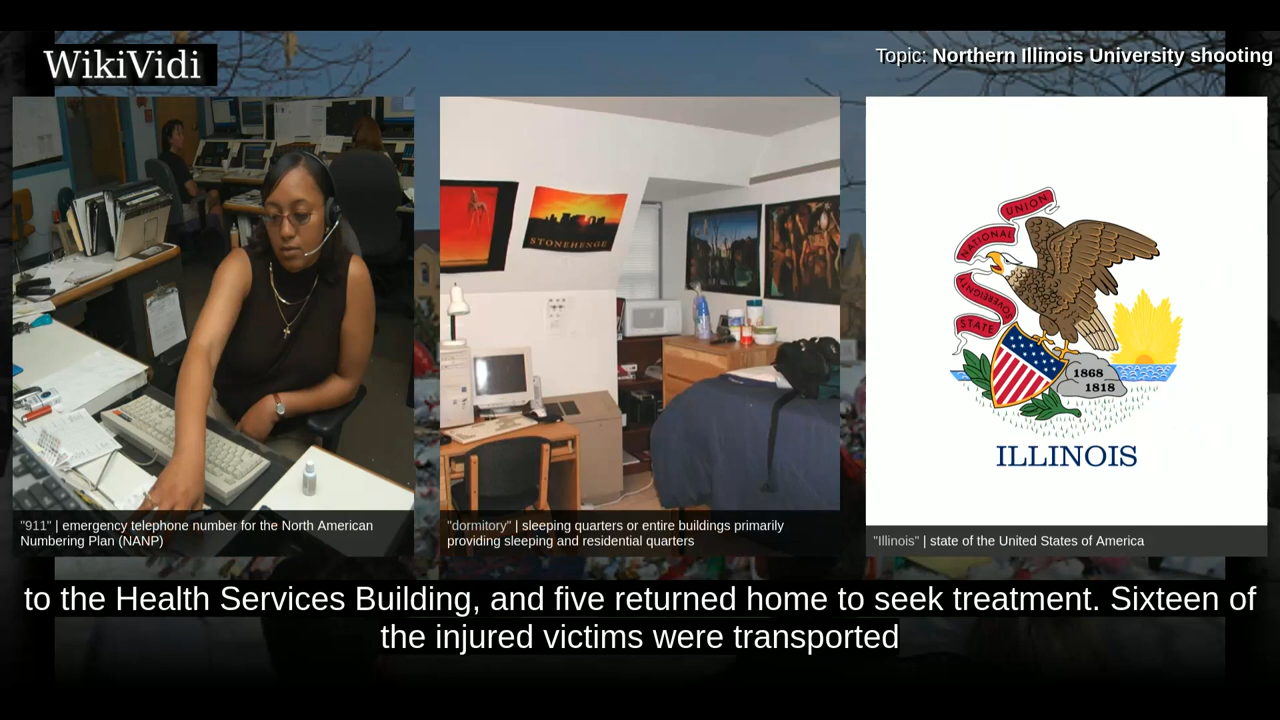 WikiVidi
Topic: Northern Illinois University shooting
STONEHENGE
UNION
NATIONAL
SOVEREIGNTY
STATE
1868
1818
ILLINOIS
"911" | emergency telephone number for the North American
Numbering Plan (NANP)
"dormitory" | sleeping quarters or entire buildings primarily
providing sleeping and residential quarters
"Illinois" | state of the United States of America
to the Health Services Building, and five returned home to seek treatment. Sixteen of
the injured victims were transported